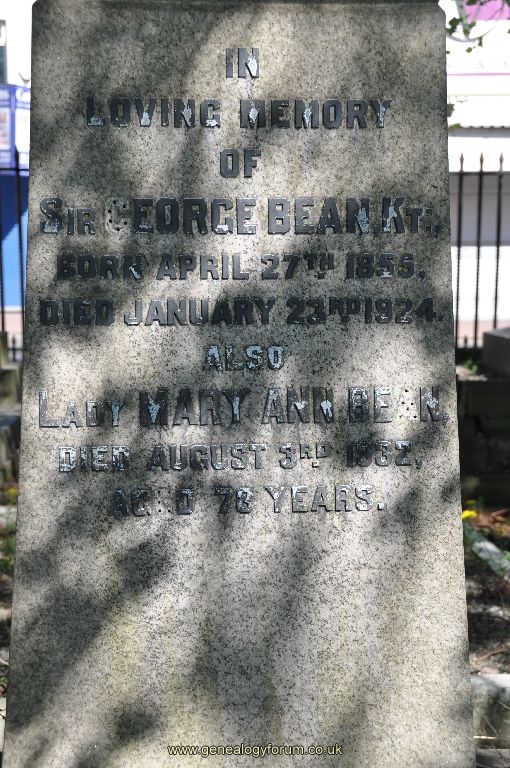 IN
LOVING MEMORY
OF
SIR GEORGE BEAN KT.,
BORN APRIL 27TH 1855,
DIED JANUARY 23RD 1924.
ALSO
LADY MARY ANN BEAN,
DIED AUGUST 3RD 1932,
AGED 78 YEARS.
www.genealogyforum.co.uk